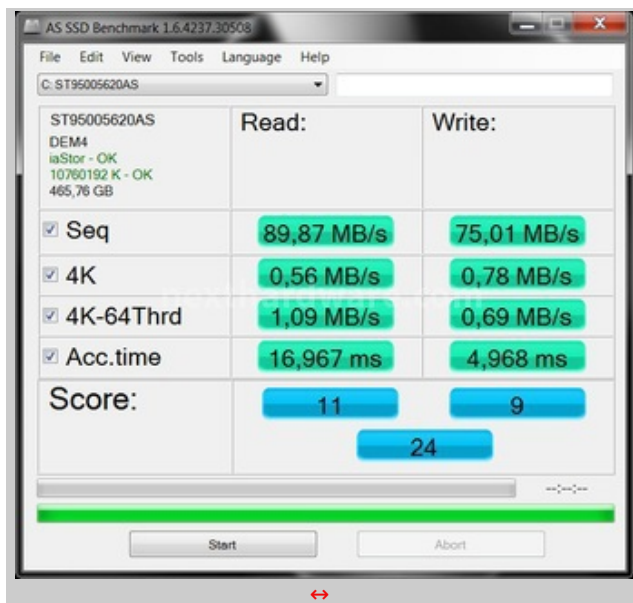 AS SSD Benchmark 1.6.4237.30508
File Edit View Tools Language Help
C: ST95005620AS
ST95005620AS
DEM4
iaStor - OK
10760192 K - OK
465,76 GB
Read:
Write:
Seq
89,87 MB/s
75,01 MB/s
4K
0,56 MB/s
0,78 MB/s
4K-64Thrd
1,09 MB/s
0,69 MB/s
Acc.time
16,967 ms
4,968 ms
Score:
11
9
24
--:--:--
Start
Abort